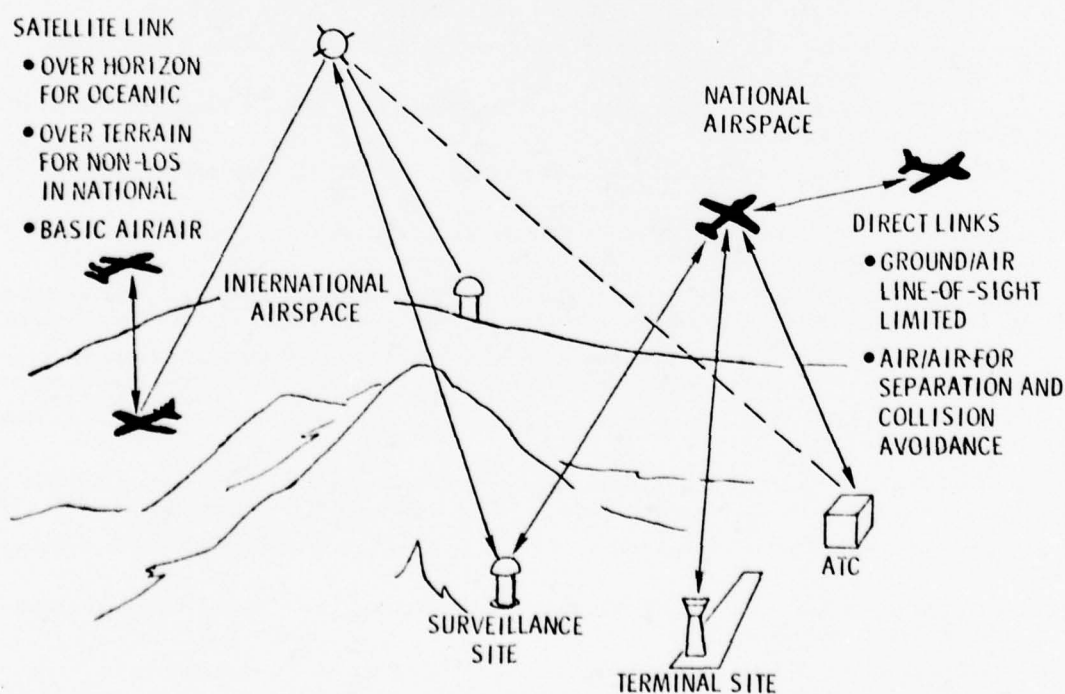 SATELLITE LINK
• OVER HORIZON
FOR OCEANIC
• OVER TERRAIN
FOR NON-LOS
IN NATIONAL
• BASIC AIR/AIR
INTERNATIONAL
AIRSPACE
NATIONAL
AIRSPACE
DIRECT LINKS
• GROUND/AIR
LINE-OF-SIGHT
LIMITED
• AIR/AIR FOR
SEPARATION AND
COLLISION
AVOIDANCE
ATC
SURVEILLANCE
SITE
TERMINAL SITE